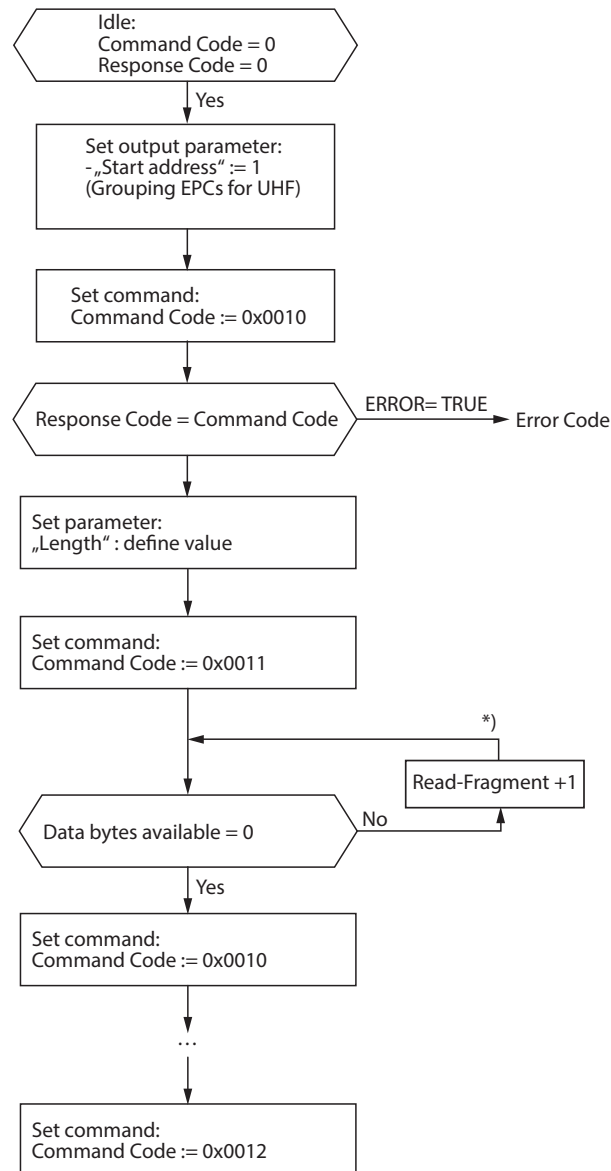 Idle:
Command Code = 0
Response Code = 0
Yes
Set output parameter:
-„Start address“ := 1
(Grouping EPCs for UHF)
Set command:
Command Code := 0x0010
Response Code = Command Code
ERROR= TRUE
Error Code
Set parameter:
„Length“ : define value
Set command:
Command Code := 0x0011
*)
Read-Fragment +1
Data bytes available = 0
No
Yes
Set command:
Command Code := 0x0010
...
Set command:
Command Code := 0x0012